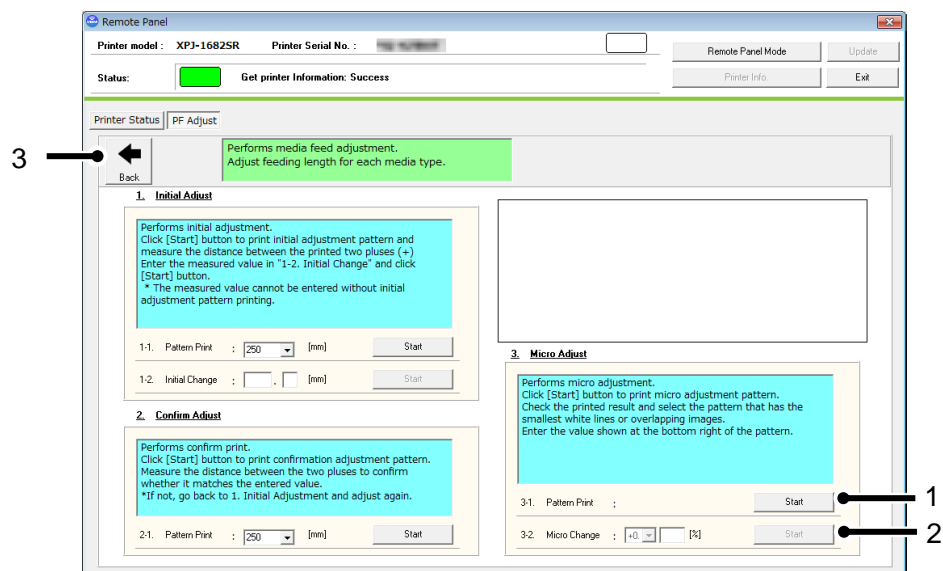 Remote Panel
Printer model : XPJ-1682SR Printer Serial No. :
Remote Panel Mode Update
Status: Get printer Information: Success
Printer Info. Exit
Printer Status PF Adjust
3
Back
Performs media feed adjustment.
Adjust feeding length for each media type.
1. Initial Adjust
Performs initial adjustment.
Click [Start] button to print initial adjustment pattern and
measure the distance between the printed two pluses (+)
Enter the measured value in "1-2. Initial Change" and click
[Start] button.
* The measured value cannot be entered without initial
adjustment pattern printing.
1-1. Pattern Print : 250 [mm] Start
1-2. Initial Change : . [mm] Start
2. Confirm Adjust
Performs confirm print.
Click [Start] button to print confirmation adjustment pattern.
Measure the distance between the two pluses to confirm
whether it matches the entered value.
*If not, go back to 1. Initial Adjustment and adjust again.
2-1. Pattern Print : 250 [mm] Start
3. Micro Adjust
Performs micro adjustment.
Click [Start] button to print micro adjustment pattern.
Check the printed result and select the pattern that has the
smallest white lines or overlapping images.
Enter the value shown at the bottom right of the pattern.
3-1. Pattern Print : Start
1
3-2. Micro Change : +0. [%] Start
2